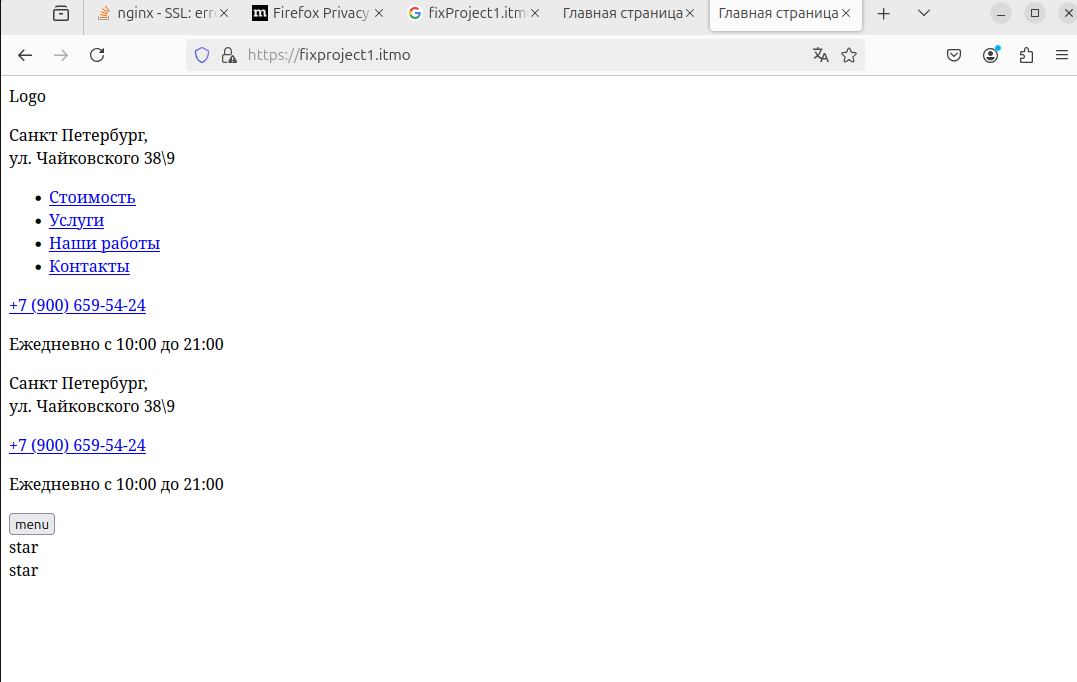 nginx - SSL: erro
Firefox Privacy
fixProject1.itm
Главная страница
Главная страница
https://fixproject1.itmo
Logo
Санкт Петербург,
ул. Чайковского 38\9
Стоимость
Услуги
Наши работы
Контакты
+7 (900) 659-54-24
Ежедневно с 10:00 до 21:00
Санкт Петербург,
ул. Чайковского 38\9
+7 (900) 659-54-24
Ежедневно с 10:00 до 21:00
menu
star
star